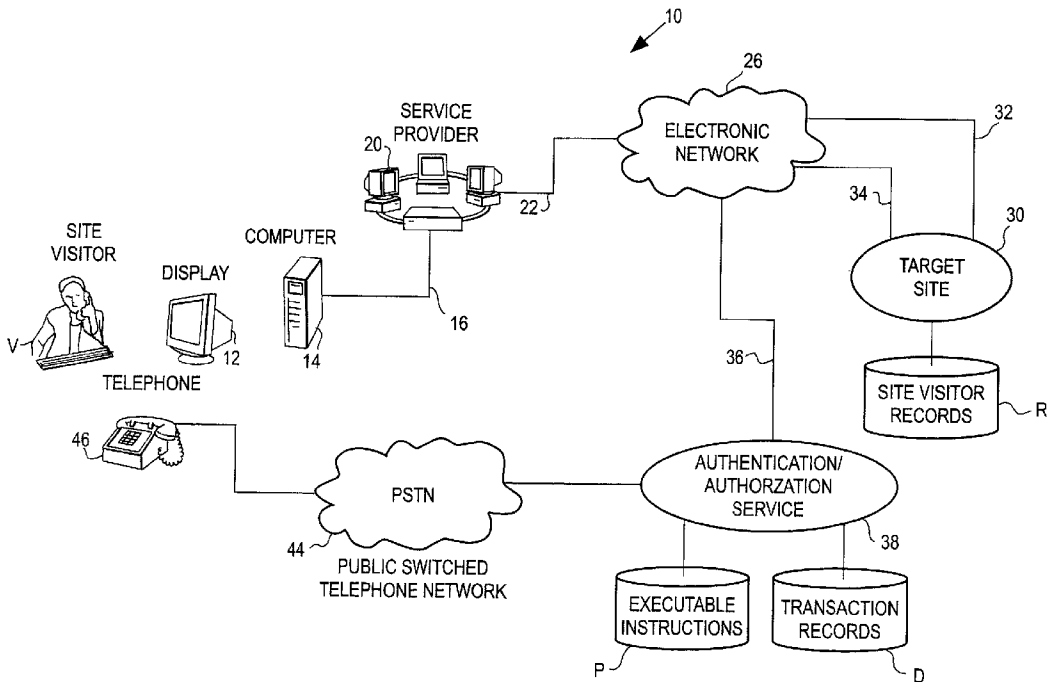 10
26
SERVICE
PROVIDER
20
ELECTRONIC
NETWORK
32
22
34
30
SITE
VISITOR
COMPUTER
DISPLAY
TARGET
SITE
V
12
14
16
TELEPHONE
36
SITE VISITOR
RECORDS
R
46
PSTN
AUTHENTICATION/
AUTHORZATION
SERVICE
44
38
PUBLIC SWITCHED
TELEPHONE NETWORK
EXECUTABLE
INSTRUCTIONS
TRANSACTION
RECORDS
P
D